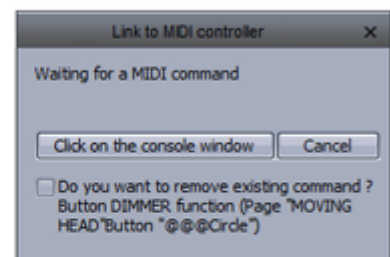 Link to MIDI controller
Waiting for a MIDI command
Click on the console window
Cancel
Do you want to remove existing command ?
Button DIMMER function (Page "MOVING
HEAD"Button "@@@Circle")